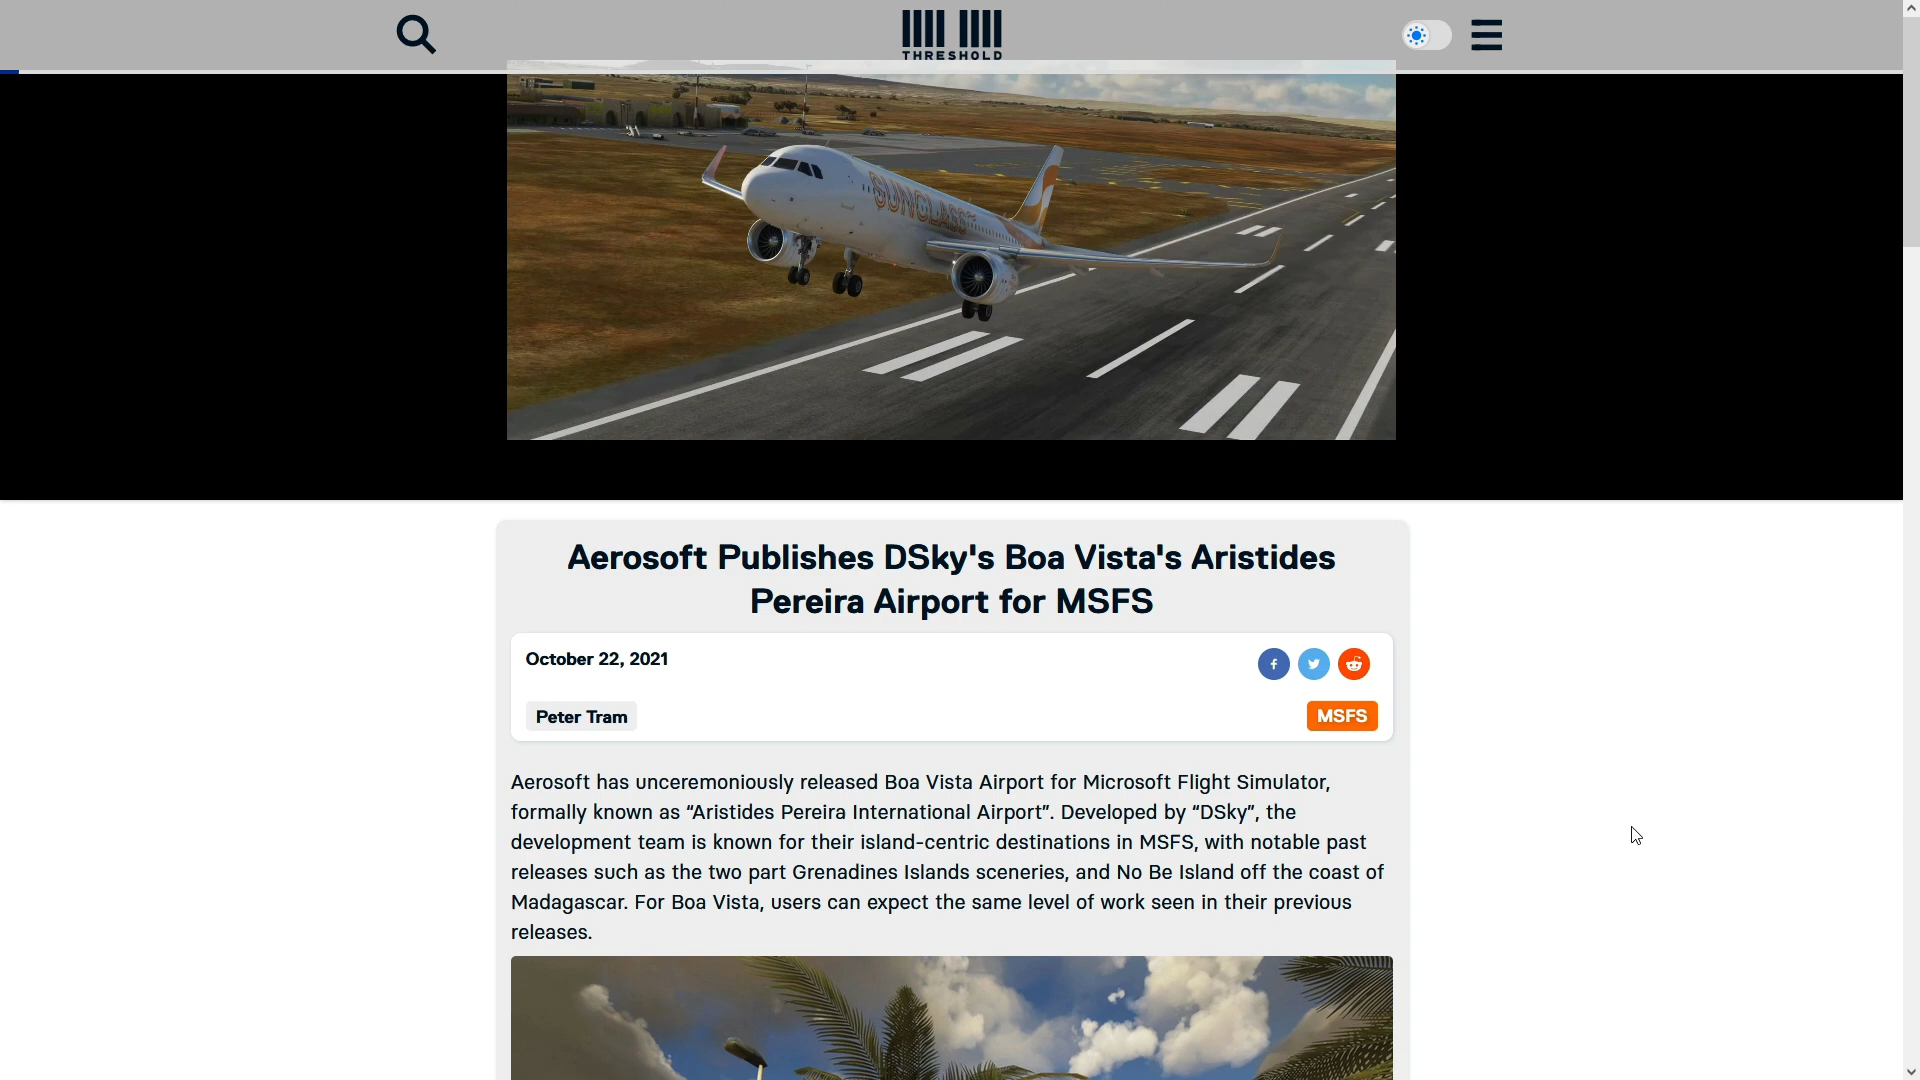 THRESHOLD
SUNCLASS
Aerosoft Publishes DSky's Boa Vista's Aristides
Pereira Airport for MSFS
October 22, 2021
Peter Tram
MSFS
Aerosoft has unceremoniously released Boa Vista Airport for Microsoft Flight Simulator,
formally known as “Aristides Pereira International Airport”. Developed by “DSky”, the
development team is known for their island-centric destinations in MSFS, with notable past
releases such as the two part Grenadines Islands sceneries, and No Be Island off the coast of
Madagascar. For Boa Vista, users can expect the same level of work seen in their previous
releases.